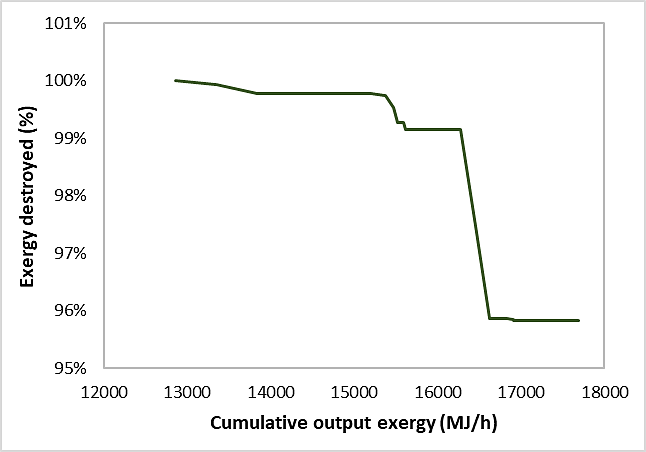 101%
100%
99%
98%
97%
96%
95%
Exergy destroyed (%)
12000 13000 14000 15000 16000 17000 18000
Cumulative output exergy (MJ/h)